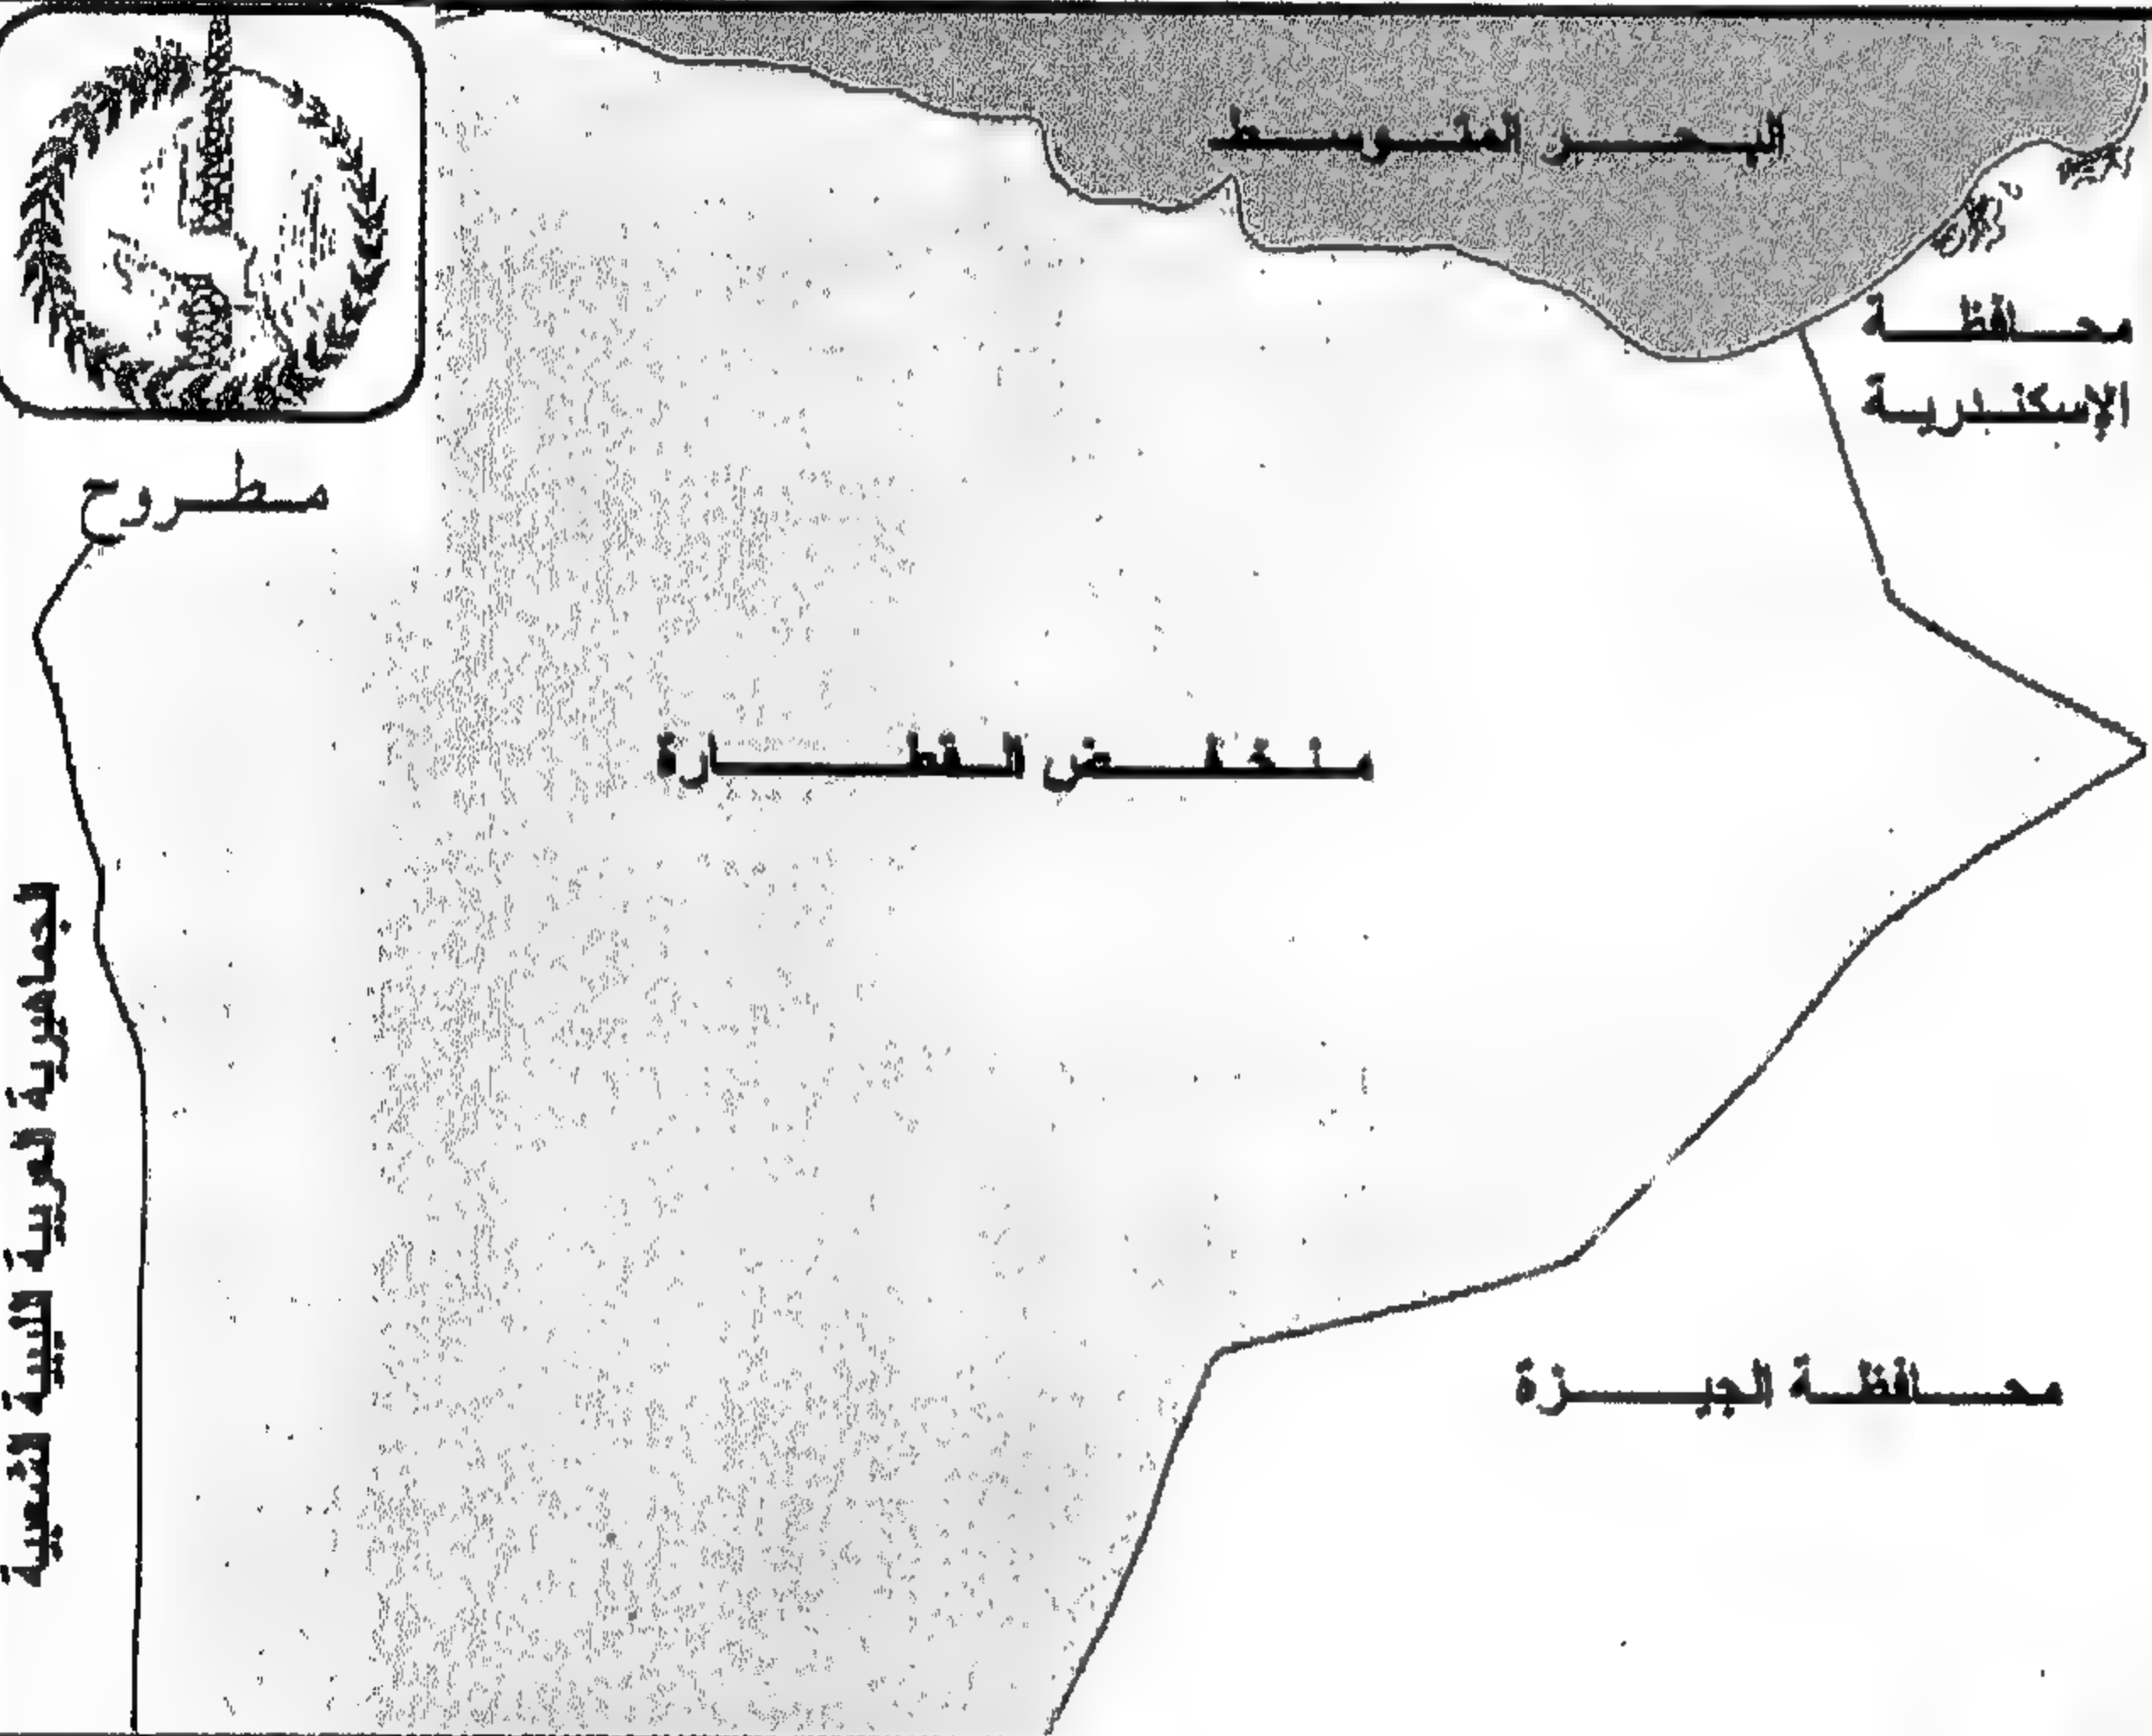 البحر المتوسط
محافظة
الإسكندرية
مطروح
منخفض القطارة
الجماهيرية العربية الليبية الشعبية
محافظة الجيزة